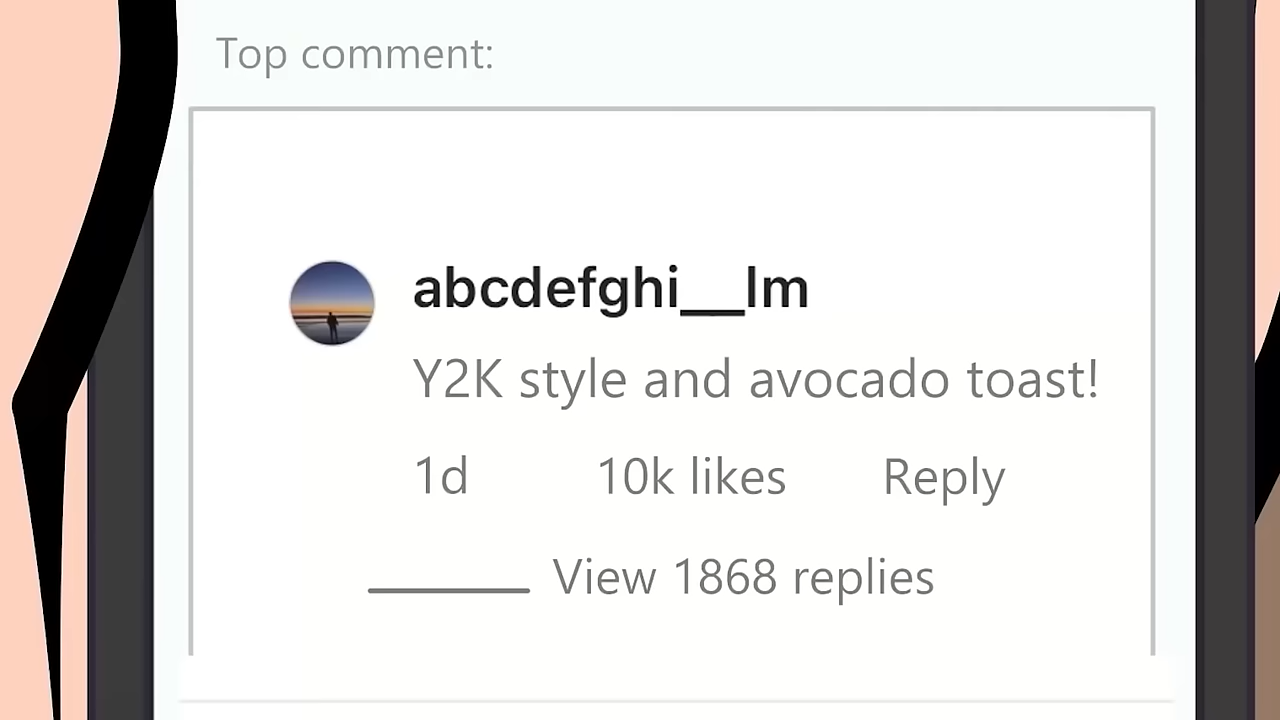 Top comment:
abcdefghi__lm
Y2K style and avocado toast!
1d 10k likes Reply
View 1868 replies